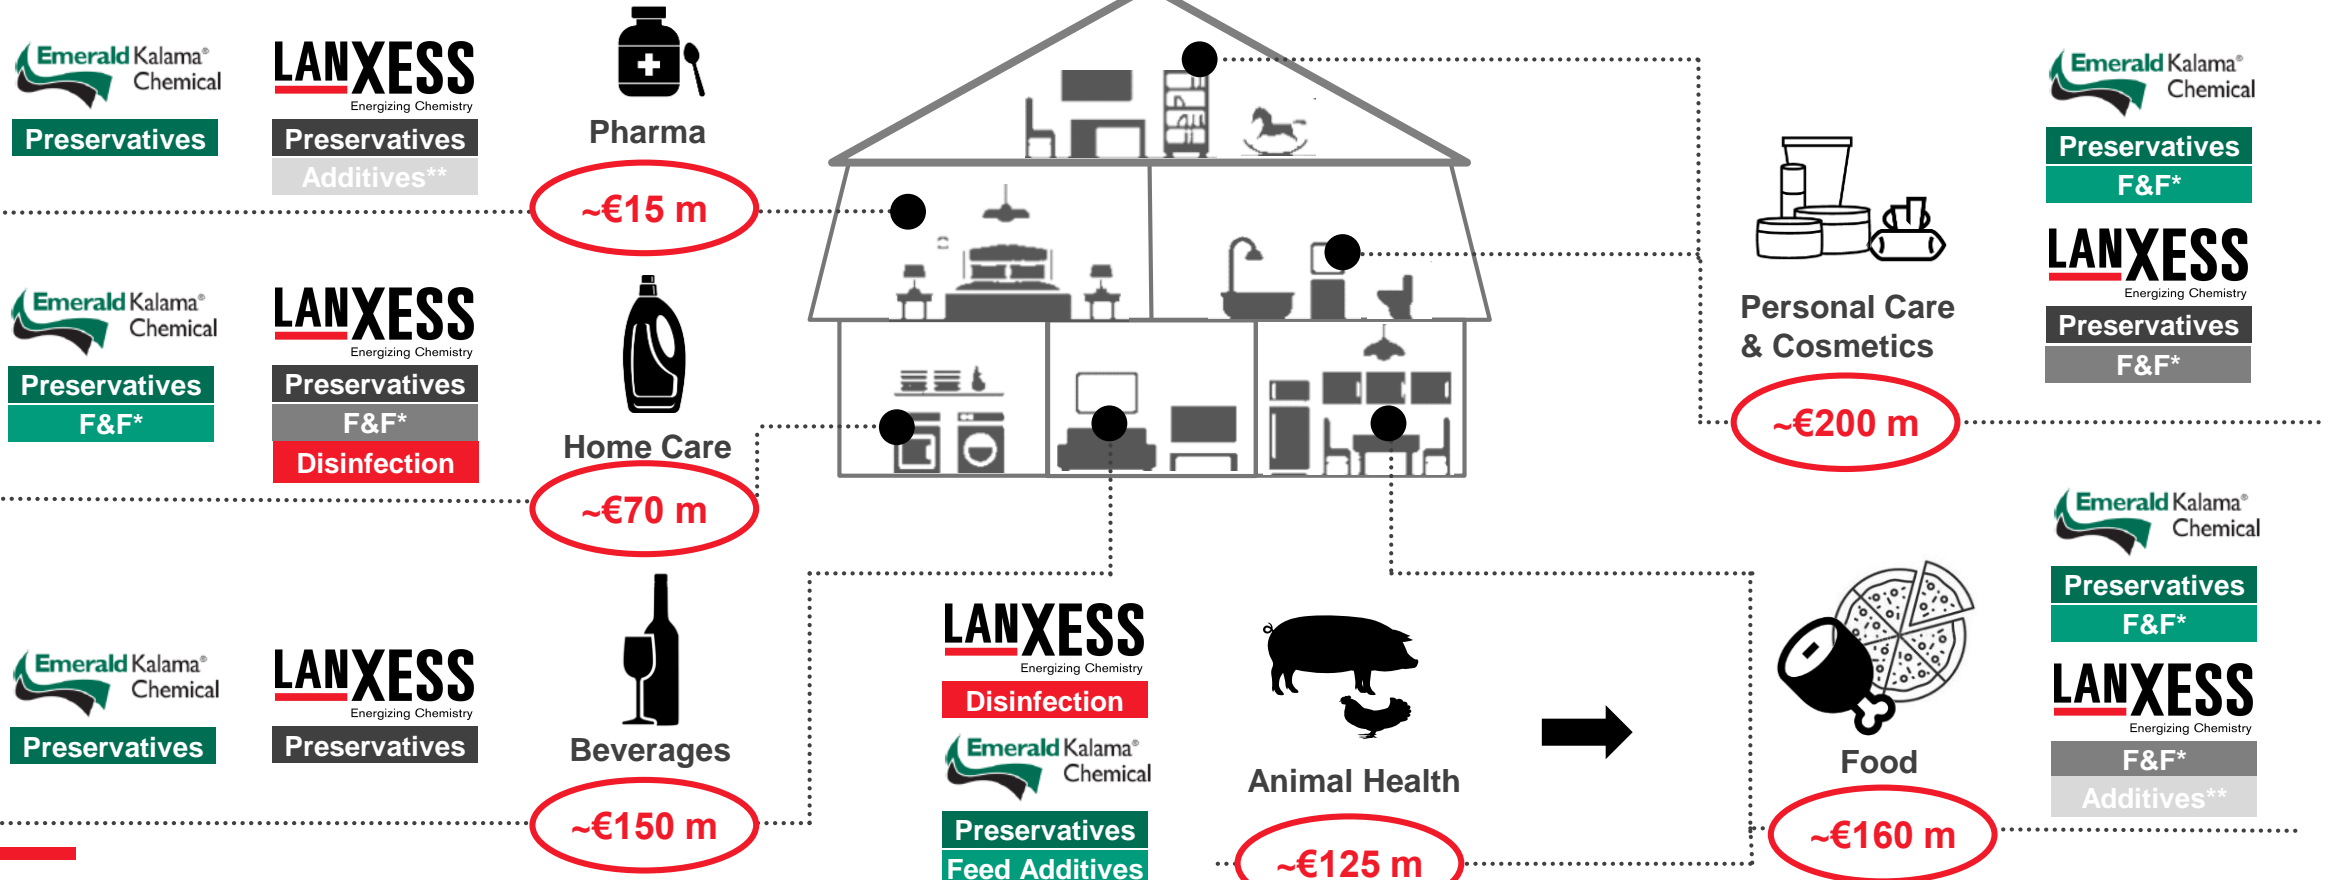 Emerald Kalama®
Chemical
Preservatives
LANXESS
Energizing Chemistry
Preservatives
Additives**
Pharma
~€15 m
Emerald Kalama®
Chemical
Preservatives
F&F*
LANXESS
Energizing Chemistry
Preservatives
F&F*
Disinfection
Home Care
~€70 m
Emerald Kalama®
Chemical
Preservatives
LANXESS
Energizing Chemistry
Preservatives
Beverages
~€150 m
LANXESS
Energizing Chemistry
Disinfection
Emerald Kalama®
Chemical
Preservatives
Feed Additives
Animal Health
~€125 m
Personal Care
& Cosmetics
~€200 m
Emerald Kalama®
Chemical
Preservatives
F&F*
LANXESS
Energizing Chemistry
Preservatives
F&F*
Food
~€160 m
Emerald Kalama®
Chemical
Preservatives
F&F*
LANXESS
Energizing Chemistry
F&F*
Additives**